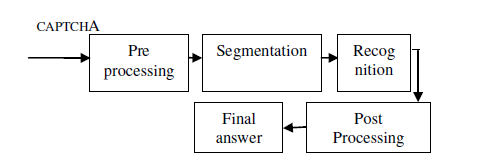 CAPTCHA
Pre
processing
Segmentation
Recog
nition
Final
answer
Post
Processing